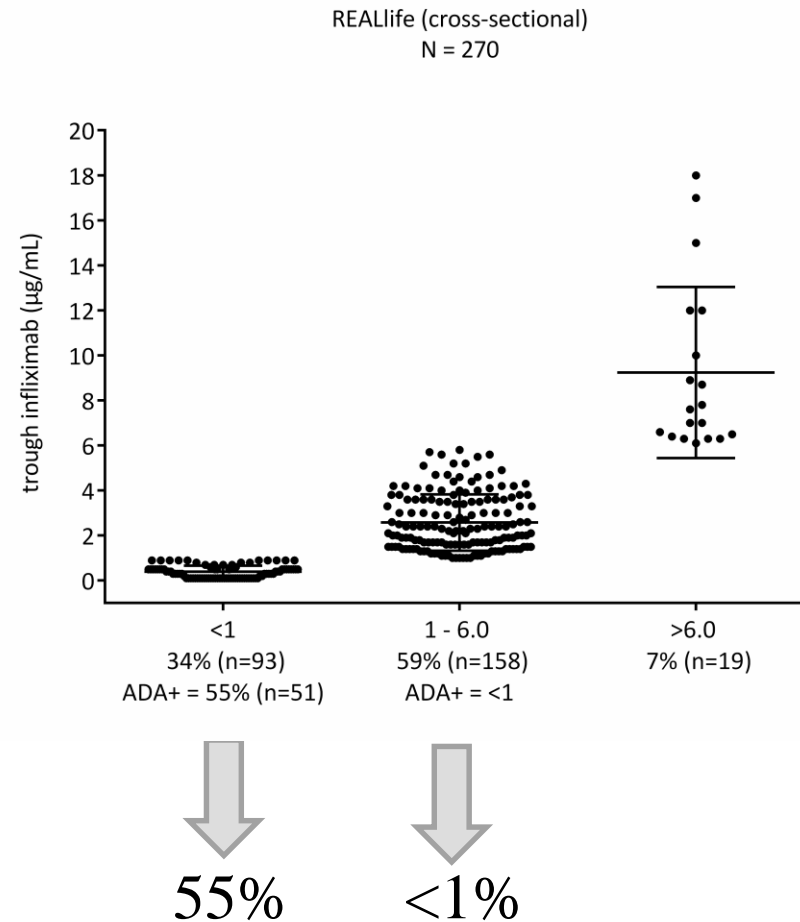 REALlife (cross-sectional)
N = 270
trough infliximab (µg/mL)
20
18
16
14
12
10
8
6
4
2
0
<1
1 - 6.0
>6.0
34% (n=93)
59% (n=158)
7% (n=19)
ADA+ = 55% (n=51)
ADA+ = <1
55%
<1%